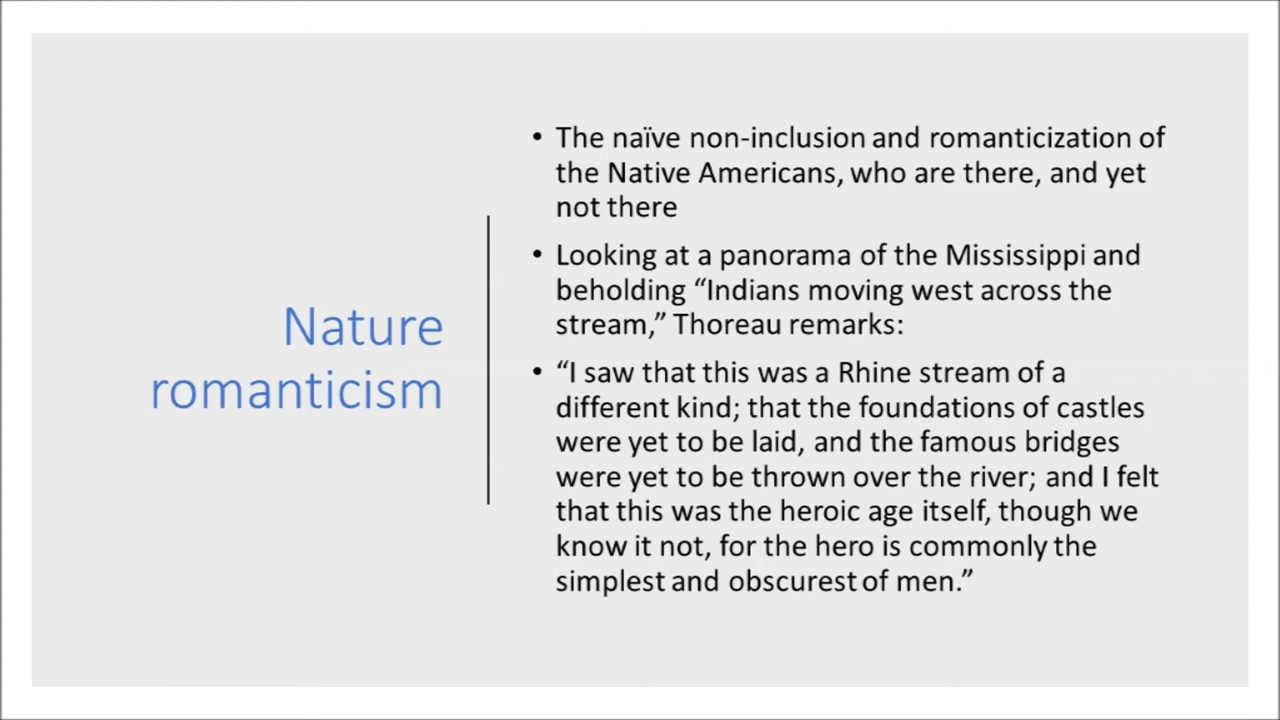 Nature
romanticism
• The naïve non-inclusion and romanticization of
the Native Americans, who are there, and yet
not there
• Looking at a panorama of the Mississippi and
beholding “Indians moving west across the
stream,” Thoreau remarks:
• “I saw that this was a Rhine stream of a
different kind; that the foundations of castles
were yet to be laid, and the famous bridges
were yet to be thrown over the river; and I felt
that this was the heroic age itself, though we
know it not, for the hero is commonly the
simplest and obscurest of men.”